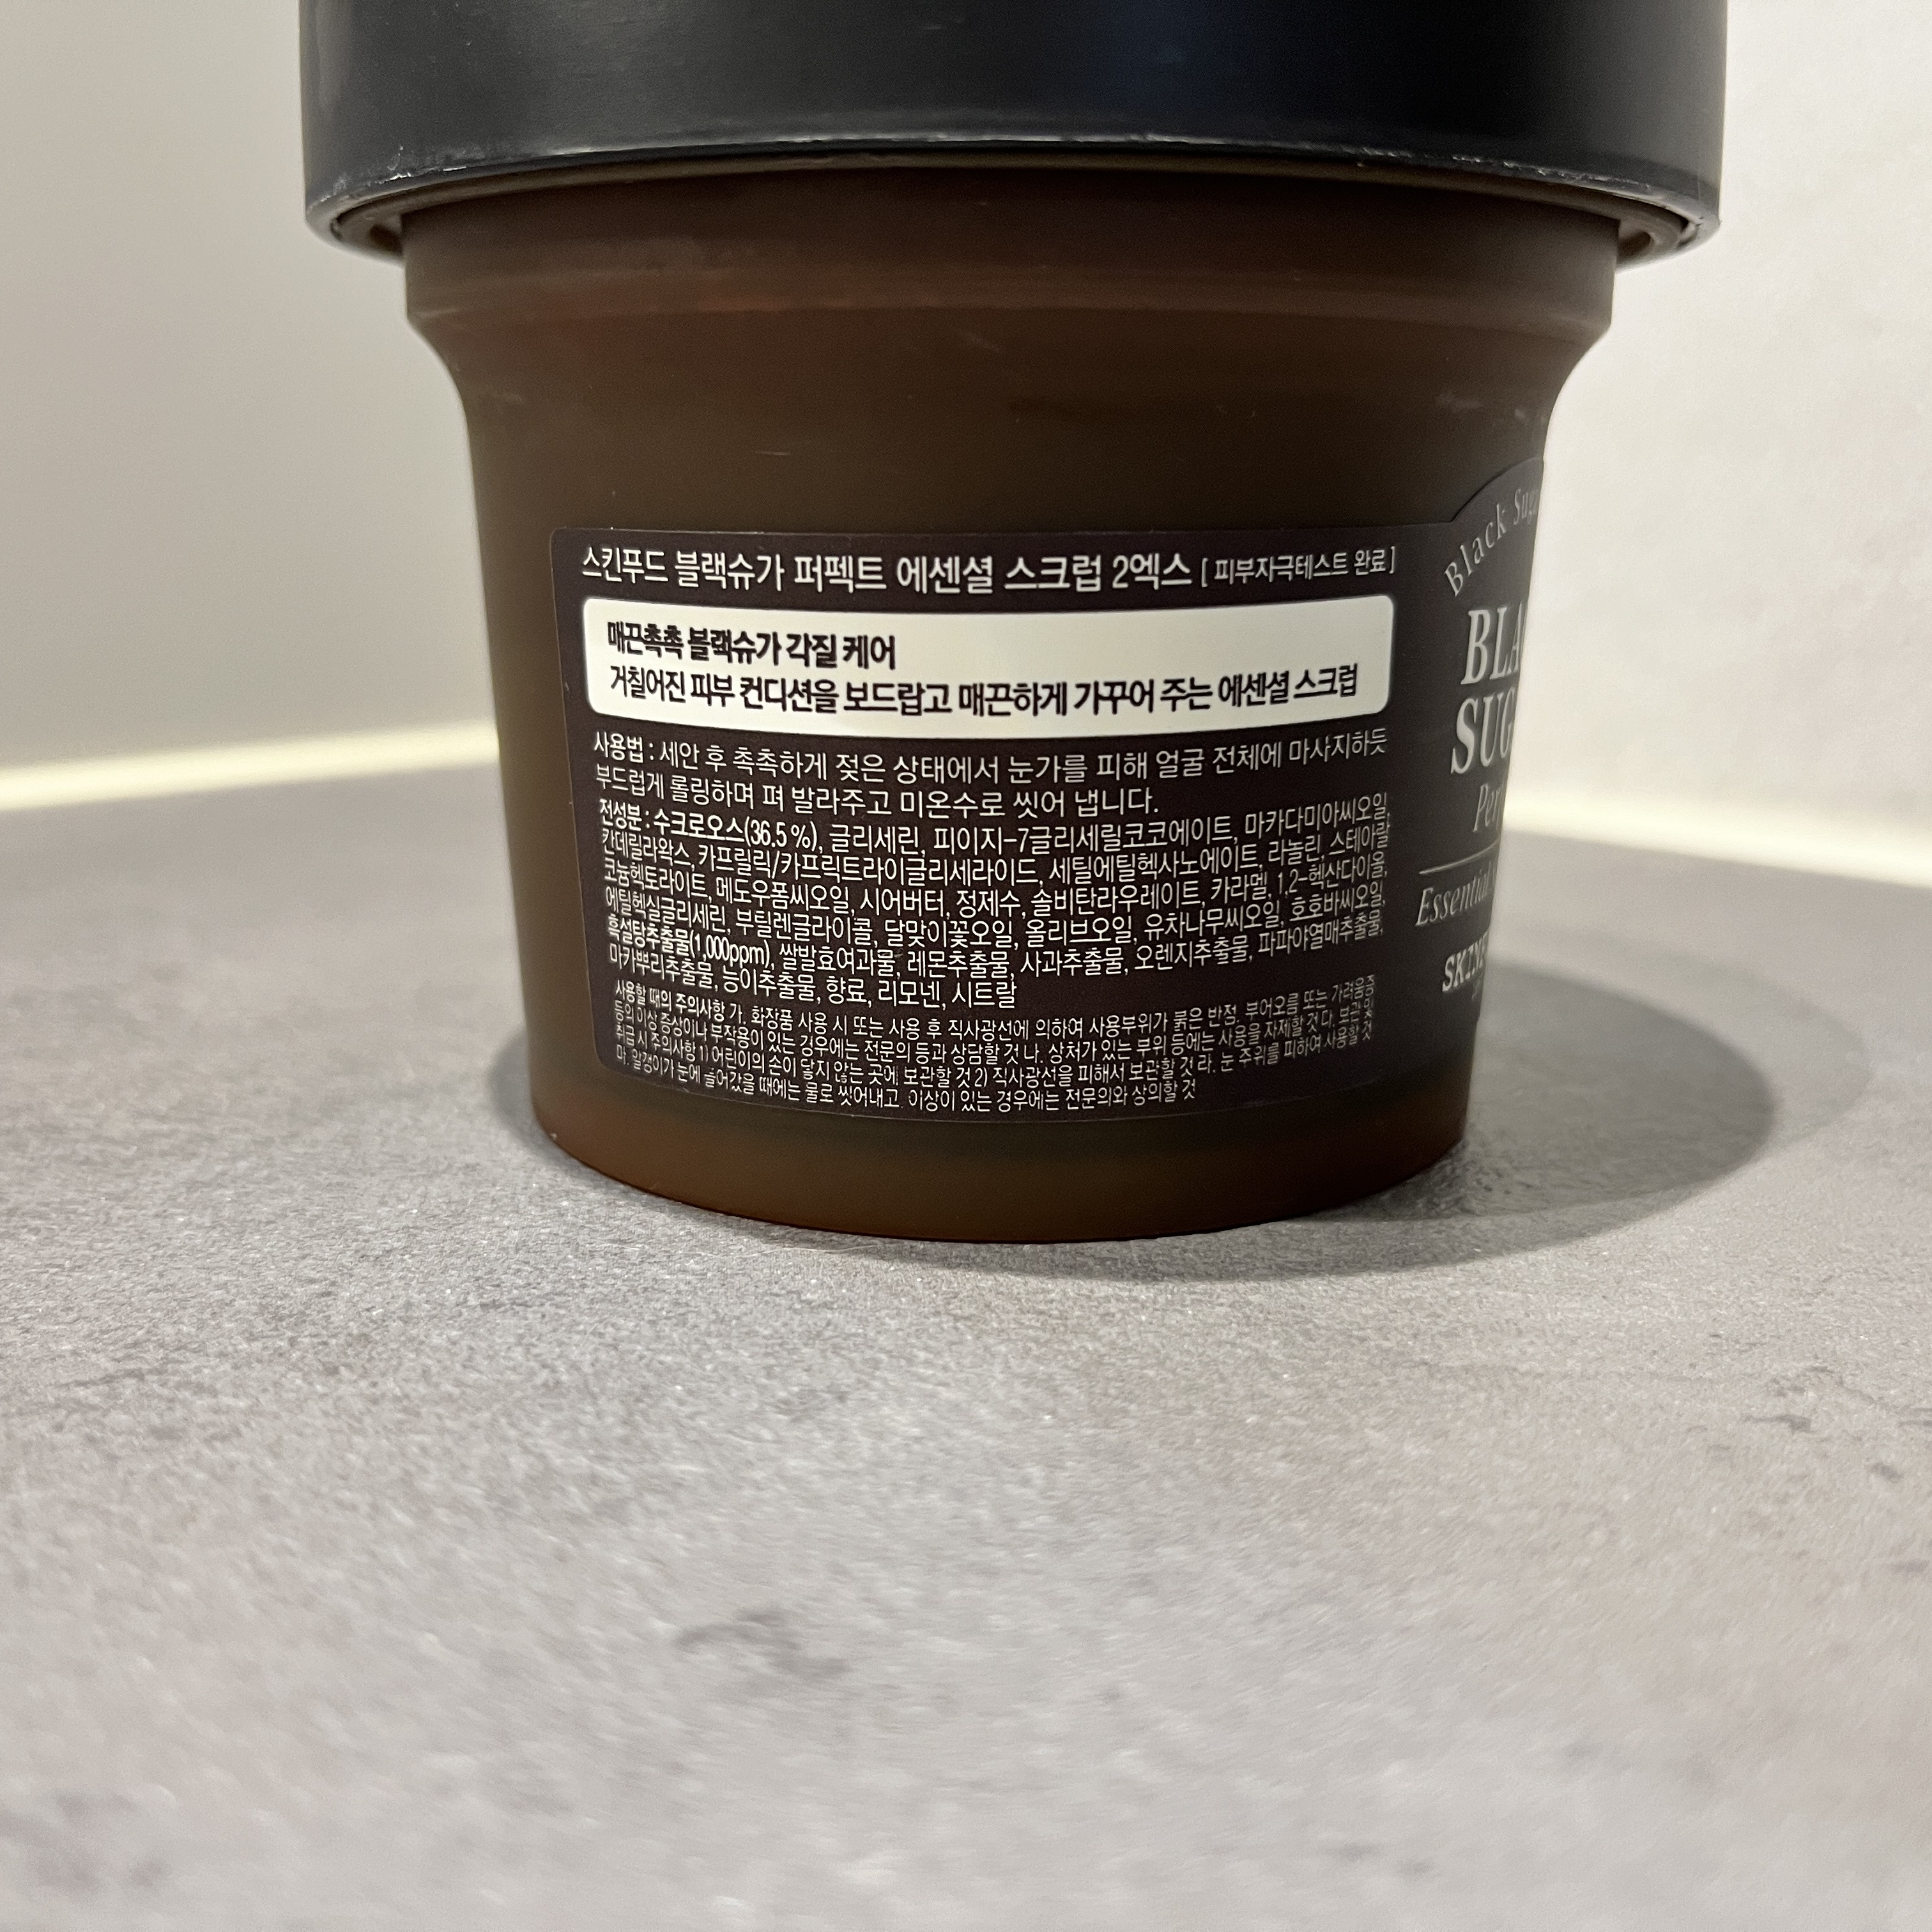 스킨푸드 블랙슈가 퍼펙트 에센셜 스크럽 2엑스 [ 피부자극테스트 완료 ]
매끈촉촉 블랙슈가 각질 케어
거칠어진 피부 컨디션을 보드랍고 매끈하게 가꾸어 주는 에센셜 스크럽
사용법 : 세안 후 촉촉하게 젖은 상태에서 눈가를 피해 얼굴 전체에 마사지하듯
부드럽게 롤링하며 펴 발라주고 미온수로 씻어 냅니다.
전성분 : 수크로오스(36.5 %), 글리세린, 피이지-7글리세릴코코에이트, 마카다미아씨오일,
칸데릴라왁스, 카프릴릭/카프릭트라이글리세라이드, 세틸에틸헥사노에이트, 라놀린, 스테아랄
코늄헥토라이트, 메도우폼씨오일, 시어버터, 정제수, 솔비탄라우레이트, 카라멜, 1,2-헥산다이올,
에틸헥실글리세린, 부틸렌글라이콜, 달맞이꽃오일, 올리브오일, 유차나무씨오일, 호호바씨오일,
흑설탕추출물(1,000ppm), 쌀발효여과물, 레몬추출물, 사과추출물, 오렌지추출물, 파파야열매추출물,
마카뿌리추출물, 능이추출물, 향료, 리모넨, 시트랄
사용할 때의 주의사항 가. 화장품 사용 시 또는 사용 후 직사광선에 의하여 사용부위가 붉은 반점, 부어오름 또는 가려움증
등의 이상 증상이나 부작용이 있는 경우에는 전문의 등과 상담할 것 나. 상처가 있는 부위 등에는 사용을 자제할 것 다. 보관 및
취급 시 주의사항 1) 어린이의 손이 닿지 않는 곳에 보관할 것 2) 직사광선을 피해서 보관할 것 라. 눈 주위를 피하여 사용할 것
마. 알갱이가 눈에 들어갔을 때에는 물로 씻어내고, 이상이 있는 경우에는 전문의와 상의할 것
Black Sug
BLA
SUG
Per
Essential
SKINF